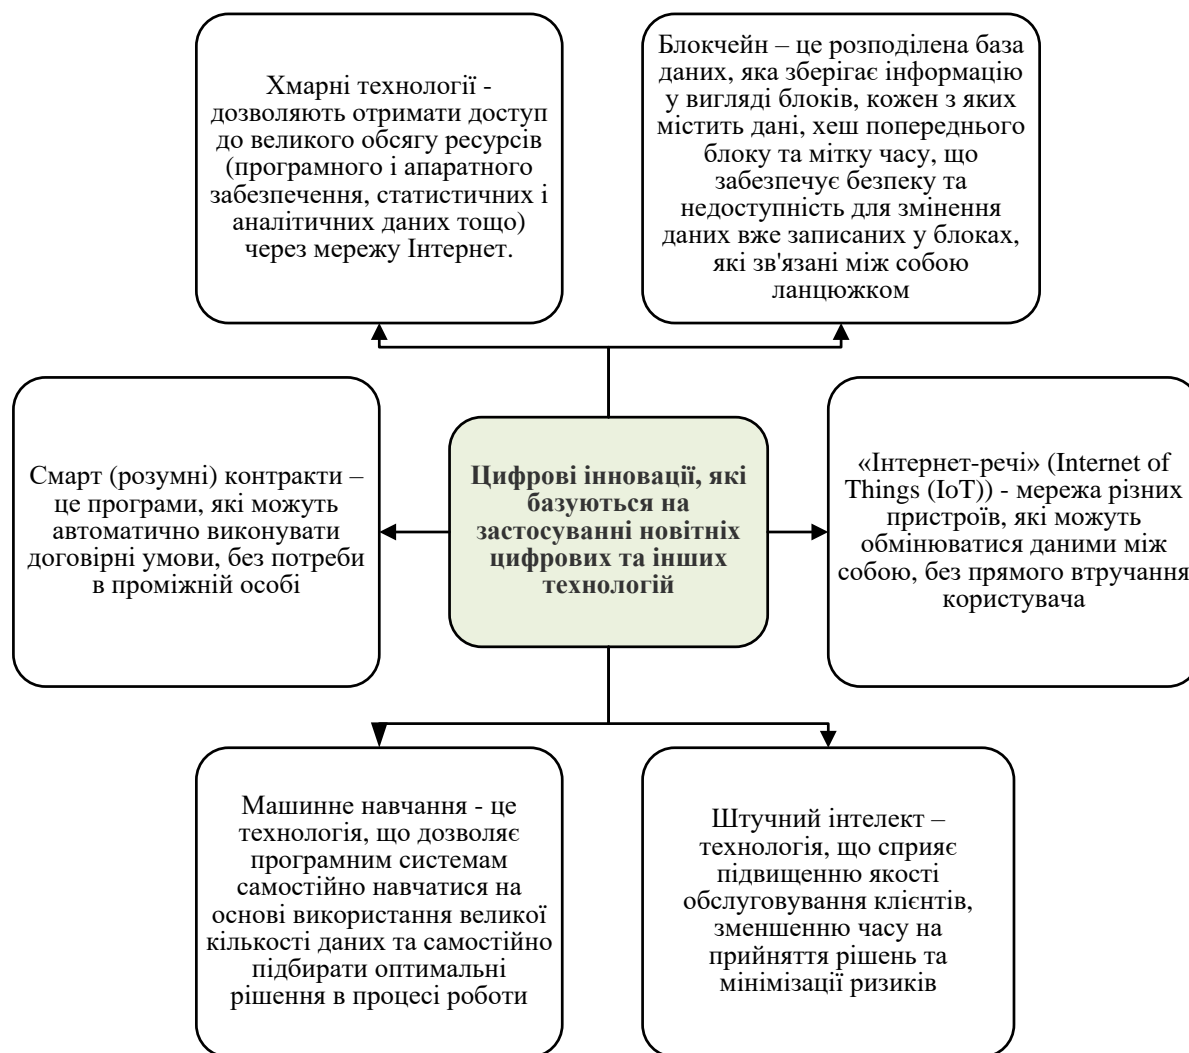 Хмарні технології -
дозволяють отримати доступ
до великого обсягу ресурсів
(програмного і апаратного
забезпечення, статистичних і
аналітичних даних тощо)
через мережу Інтернет.
Блокчейн – це розподілена база
даних, яка зберігає інформацію
у вигляді блоків, кожен з яких
містить дані, хеш попереднього
блоку та мітку часу, що
забезпечує безпеку та
недоступність для змінення
даних вже записаних у блоках,
які зв'язані між собою
ланцюжком
Смарт (розумні) контракти –
це програми, які можуть
автоматично виконувати
договірні умови, без потреби
в проміжній особі
Цифрові інновації, які
базуються на
застосуванні новітніх
цифрових та інших
технологій
«Інтернет-речі» (Internet of
Things (IoT)) - мережа різних
пристроїв, які можуть
обмінюватися даними між
собою, без прямого втручання
користувача
Машинне навчання - це
технологія, що дозволяє
програмним системам
самостійно навчатися на
основі використання великої
кількості даних та самостійно
підбирати оптимальні
рішення в процесі роботи
Штучний інтелект –
технологія, що сприяє
підвищенню якості
обслуговування клієнтів,
зменшенню часу на
прийняття рішень та
мінімізації ризиків